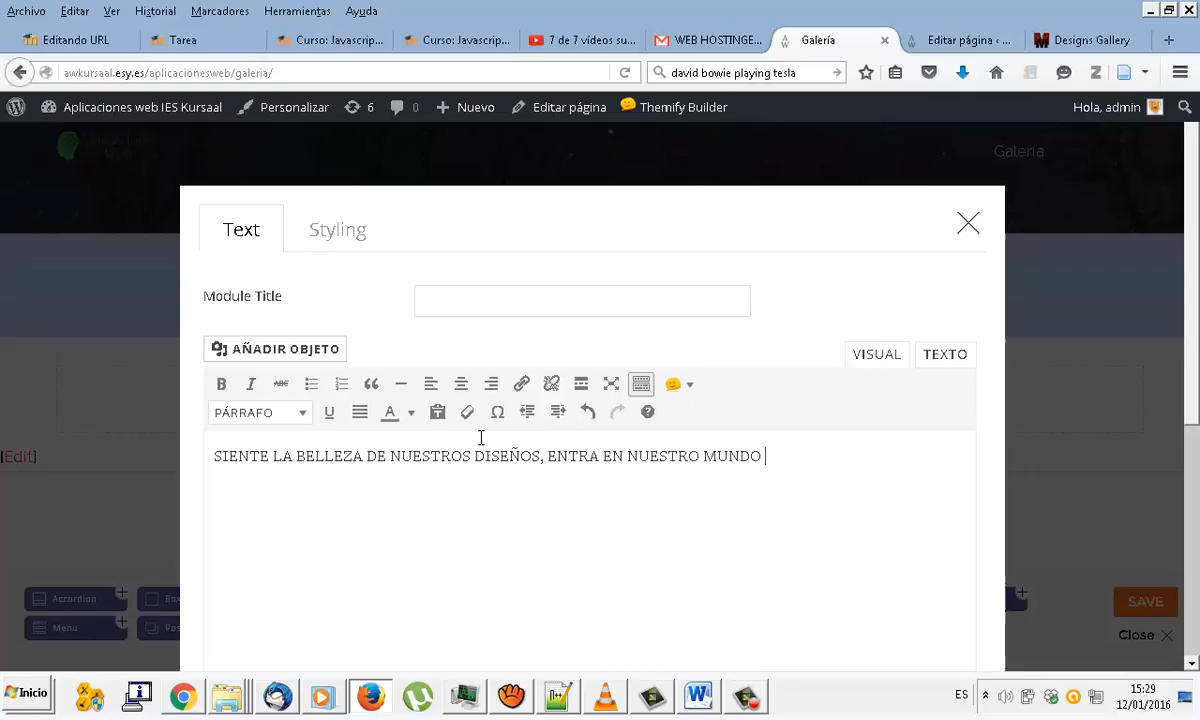 Archivo Editar Ver Historial Marcadores Herramientas Ayuda
Editando URL Tarea Curso: Javascrip... Curso: Javascrip... 7 de 7 vídeos su... WEB HOSTINGE... Galería Editar página ‹ ... Designs Gallery
awkursaal.esy.es/aplicacionesweb/galeria/ david bowie playing tesla
Aplicaciones web IES Kursaal Personalizar 6 0 Nuevo Editar página Themify Builder Hola, admin
Galería
Text Styling
Module Title
AÑADIR OBJETO VISUAL TEXTO
B I ABC
PÁRRAFO U A
SIENTE LA BELLEZA DE NUESTROS DISEÑOS, ENTRA EN NUESTRO MUNDO
[Edit]
Accordion SAVE
Menu Close
Inicio ES 15:29
12/01/2016